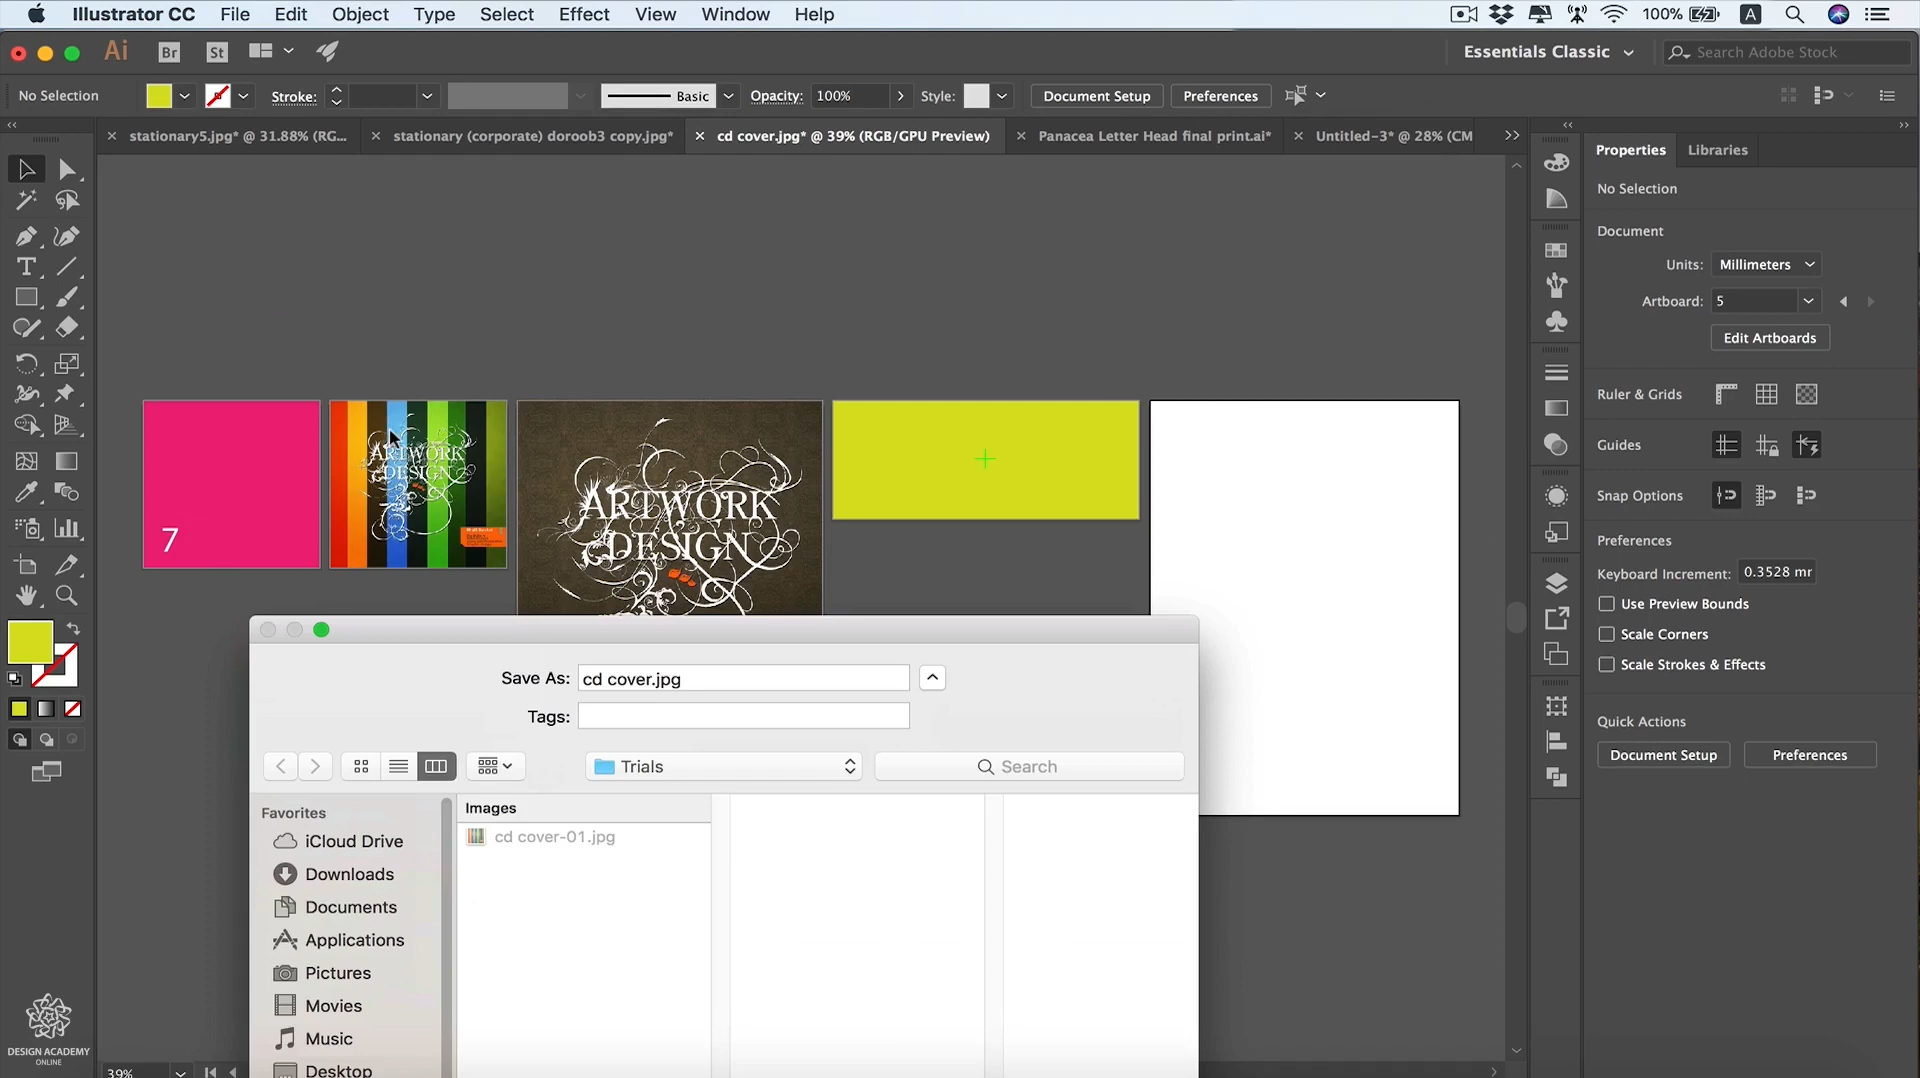 Illustrator CC File Edit Object Type Select Effect View Window Help 100% A
Ai Br St Essentials Classic Search Adobe Stock
No Selection Stroke: Basic Opacity: 100% Style: Document Setup Preferences
stationary5.jpg* @ 31.88% (RG... stationary (corporate) doroob3 copy.jpg* cd cover.jpg* @ 39% (RGB/GPU Preview) Panacea Letter Head final print.ai* Untitled-3* @ 28% (CM
Properties Libraries
No Selection
Document
Units: Millimeters
Artboard: 5
Edit Artboards
Ruler & Grids
Guides
Snap Options
Preferences
Keyboard Increment: 0.3528 mr
Use Preview Bounds
Scale Corners
Scale Strokes & Effects
Quick Actions
Document Setup Preferences
7
ARTWORK
DESIGN
ARTWORK
DESIGN
Save As: cd cover.jpg
Tags:
Trials Search
Favorites
iCloud Drive
Downloads
Documents
Applications
Pictures
Movies
Music
Desktop
Images
cd cover-01.jpg
DESIGN ACADEMY
ONLINE
39%